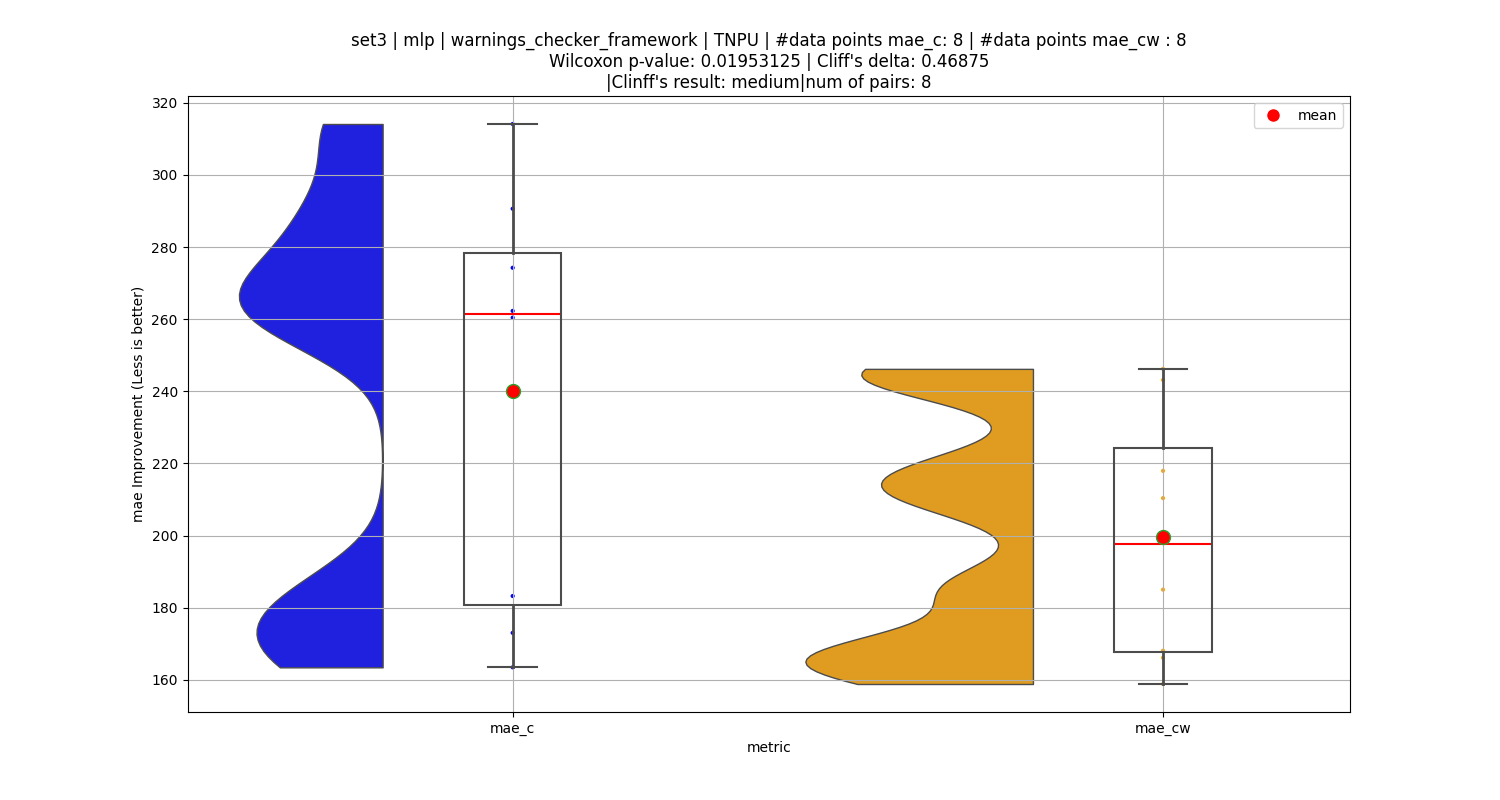 set3 | mlp | warnings_checker_framework | TNPU | #data points mae_c: 8 | #data points mae_cw : 8
Wilcoxon p-value: 0.01953125 | Cliff's delta: 0.46875
|Clinff's result: medium|num of pairs: 8
320
300
280
260
240
220
200
180
160
mae Improvement (Less is better)
mean
mae_c
mae_cw
metric